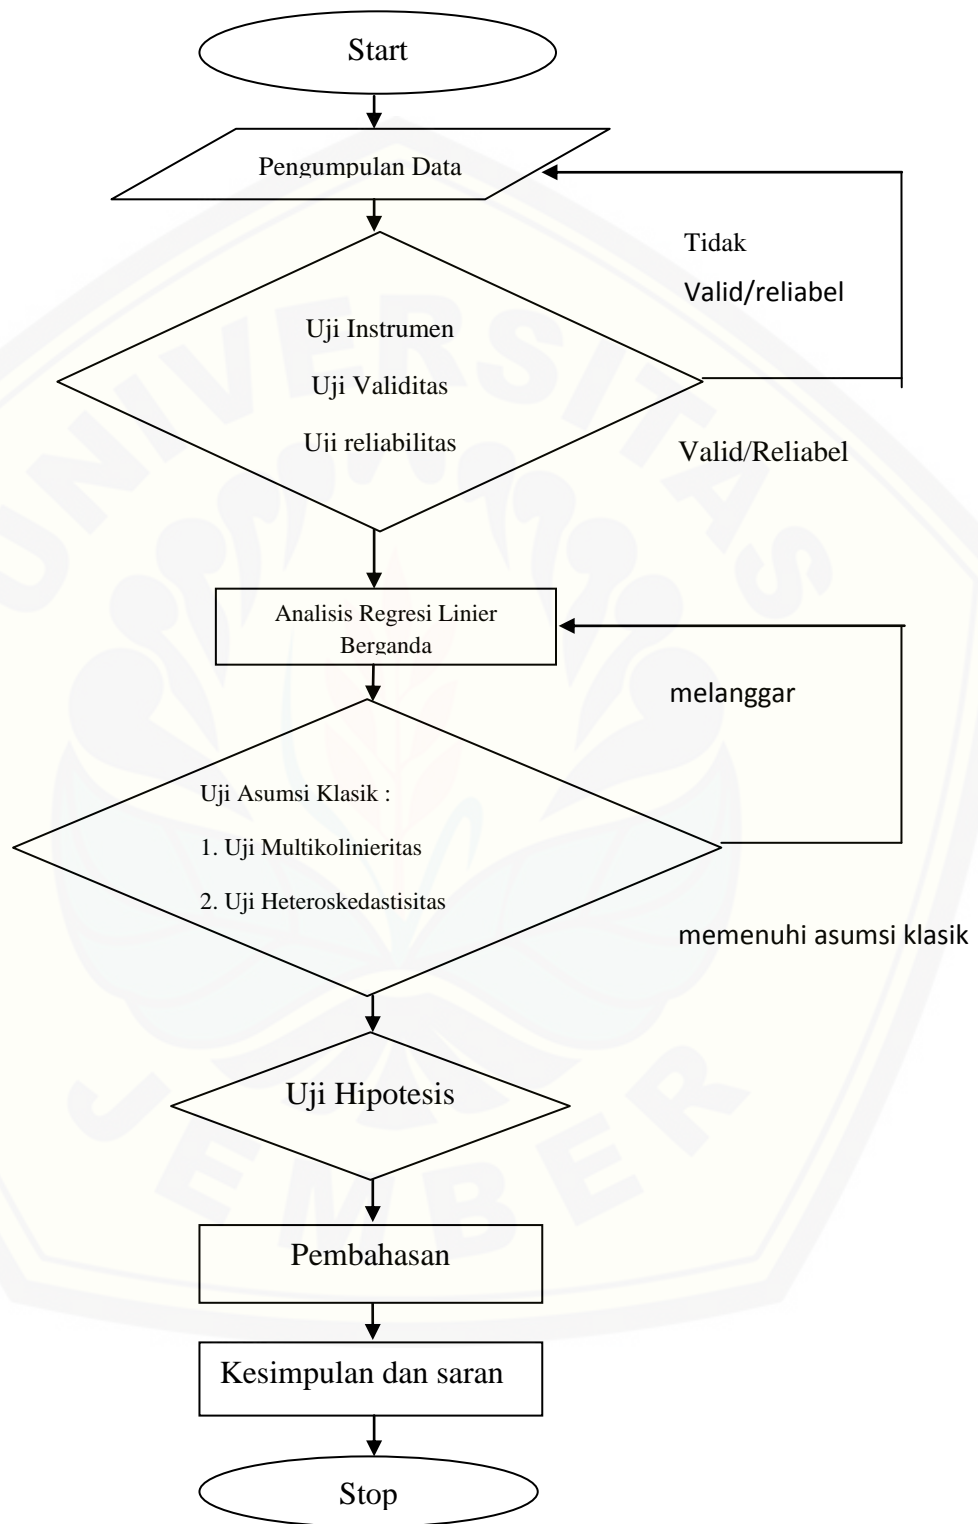 Start
Pengumpulan Data
Tidak
Valid/reliabel
Uji Instrumen
Uji Validitas
Uji reliabilitas
Valid/Reliabel
Analisis Regresi Linier
Berganda
melanggar
Uji Asumsi Klasik :
1. Uji Multikolinieritas
2. Uji Heteroskedastisitas
memenuhi asumsi klasik
Uji Hipotesis
Pembahasan
Kesimpulan dan saran
Stop
UNIVERSITAS
JEMBER